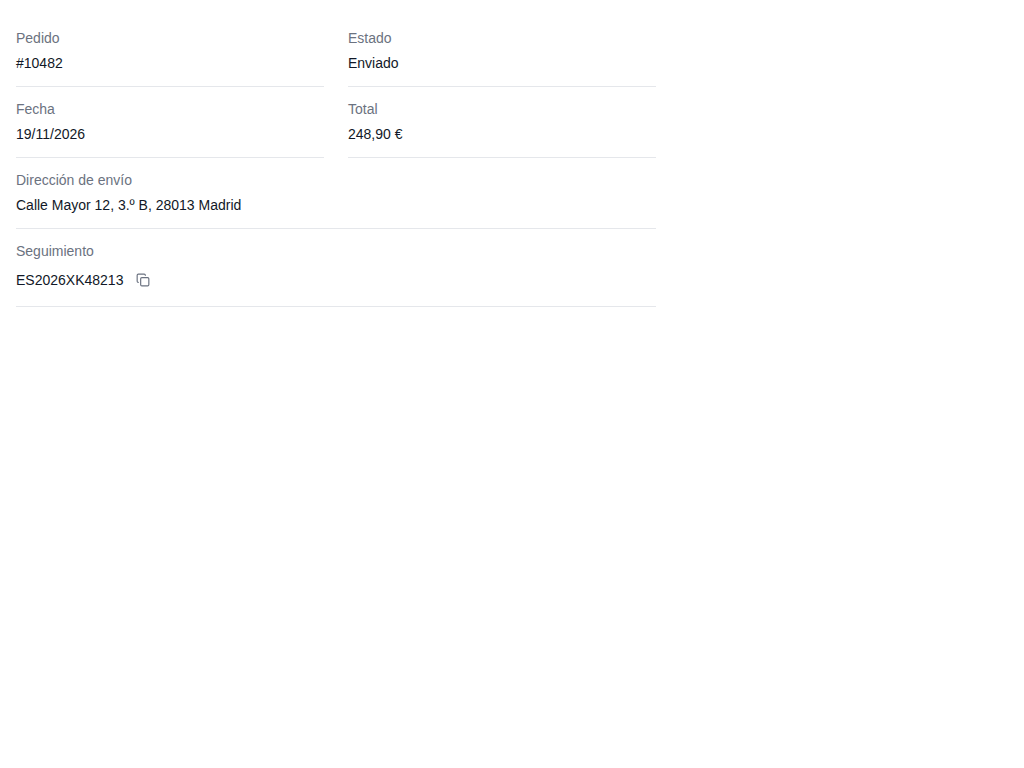 Pedido
#10482
Estado
Enviado
Fecha
19/11/2026
Total
248,90 €
Dirección de envío
Calle Mayor 12, 3.º B, 28013 Madrid
Seguimiento
ES2026XK48213